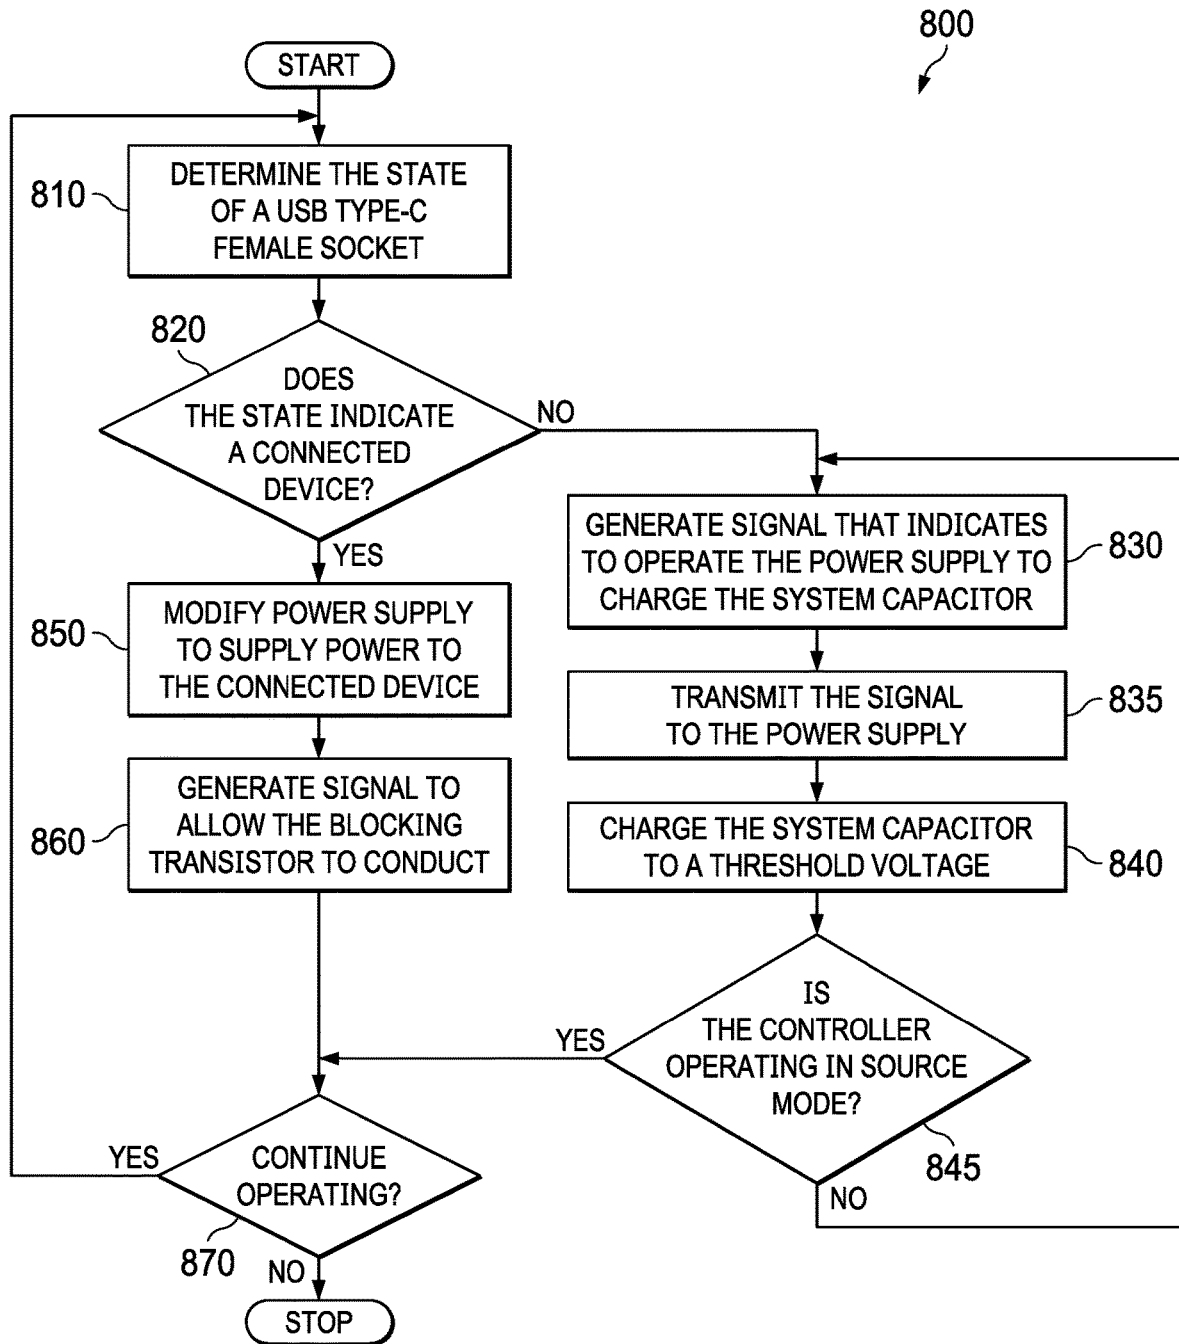 800
START
810
DETERMINE THE STATE
OF A USB TYPE-C
FEMALE SOCKET
820
DOES
THE STATE INDICATE
A CONNECTED
DEVICE?
NO
YES
830
GENERATE SIGNAL THAT INDICATES
TO OPERATE THE POWER SUPPLY TO
CHARGE THE SYSTEM CAPACITOR
835
TRANSMIT THE SIGNAL
TO THE POWER SUPPLY
840
CHARGE THE SYSTEM CAPACITOR
TO A THRESHOLD VOLTAGE
IS
THE CONTROLLER
OPERATING IN SOURCE
MODE?
845
YES
NO
850
MODIFY POWER SUPPLY
TO SUPPLY POWER TO
THE CONNECTED DEVICE
860
GENERATE SIGNAL TO
ALLOW THE BLOCKING
TRANSISTOR TO CONDUCT
YES
CONTINUE
OPERATING?
870
NO
STOP